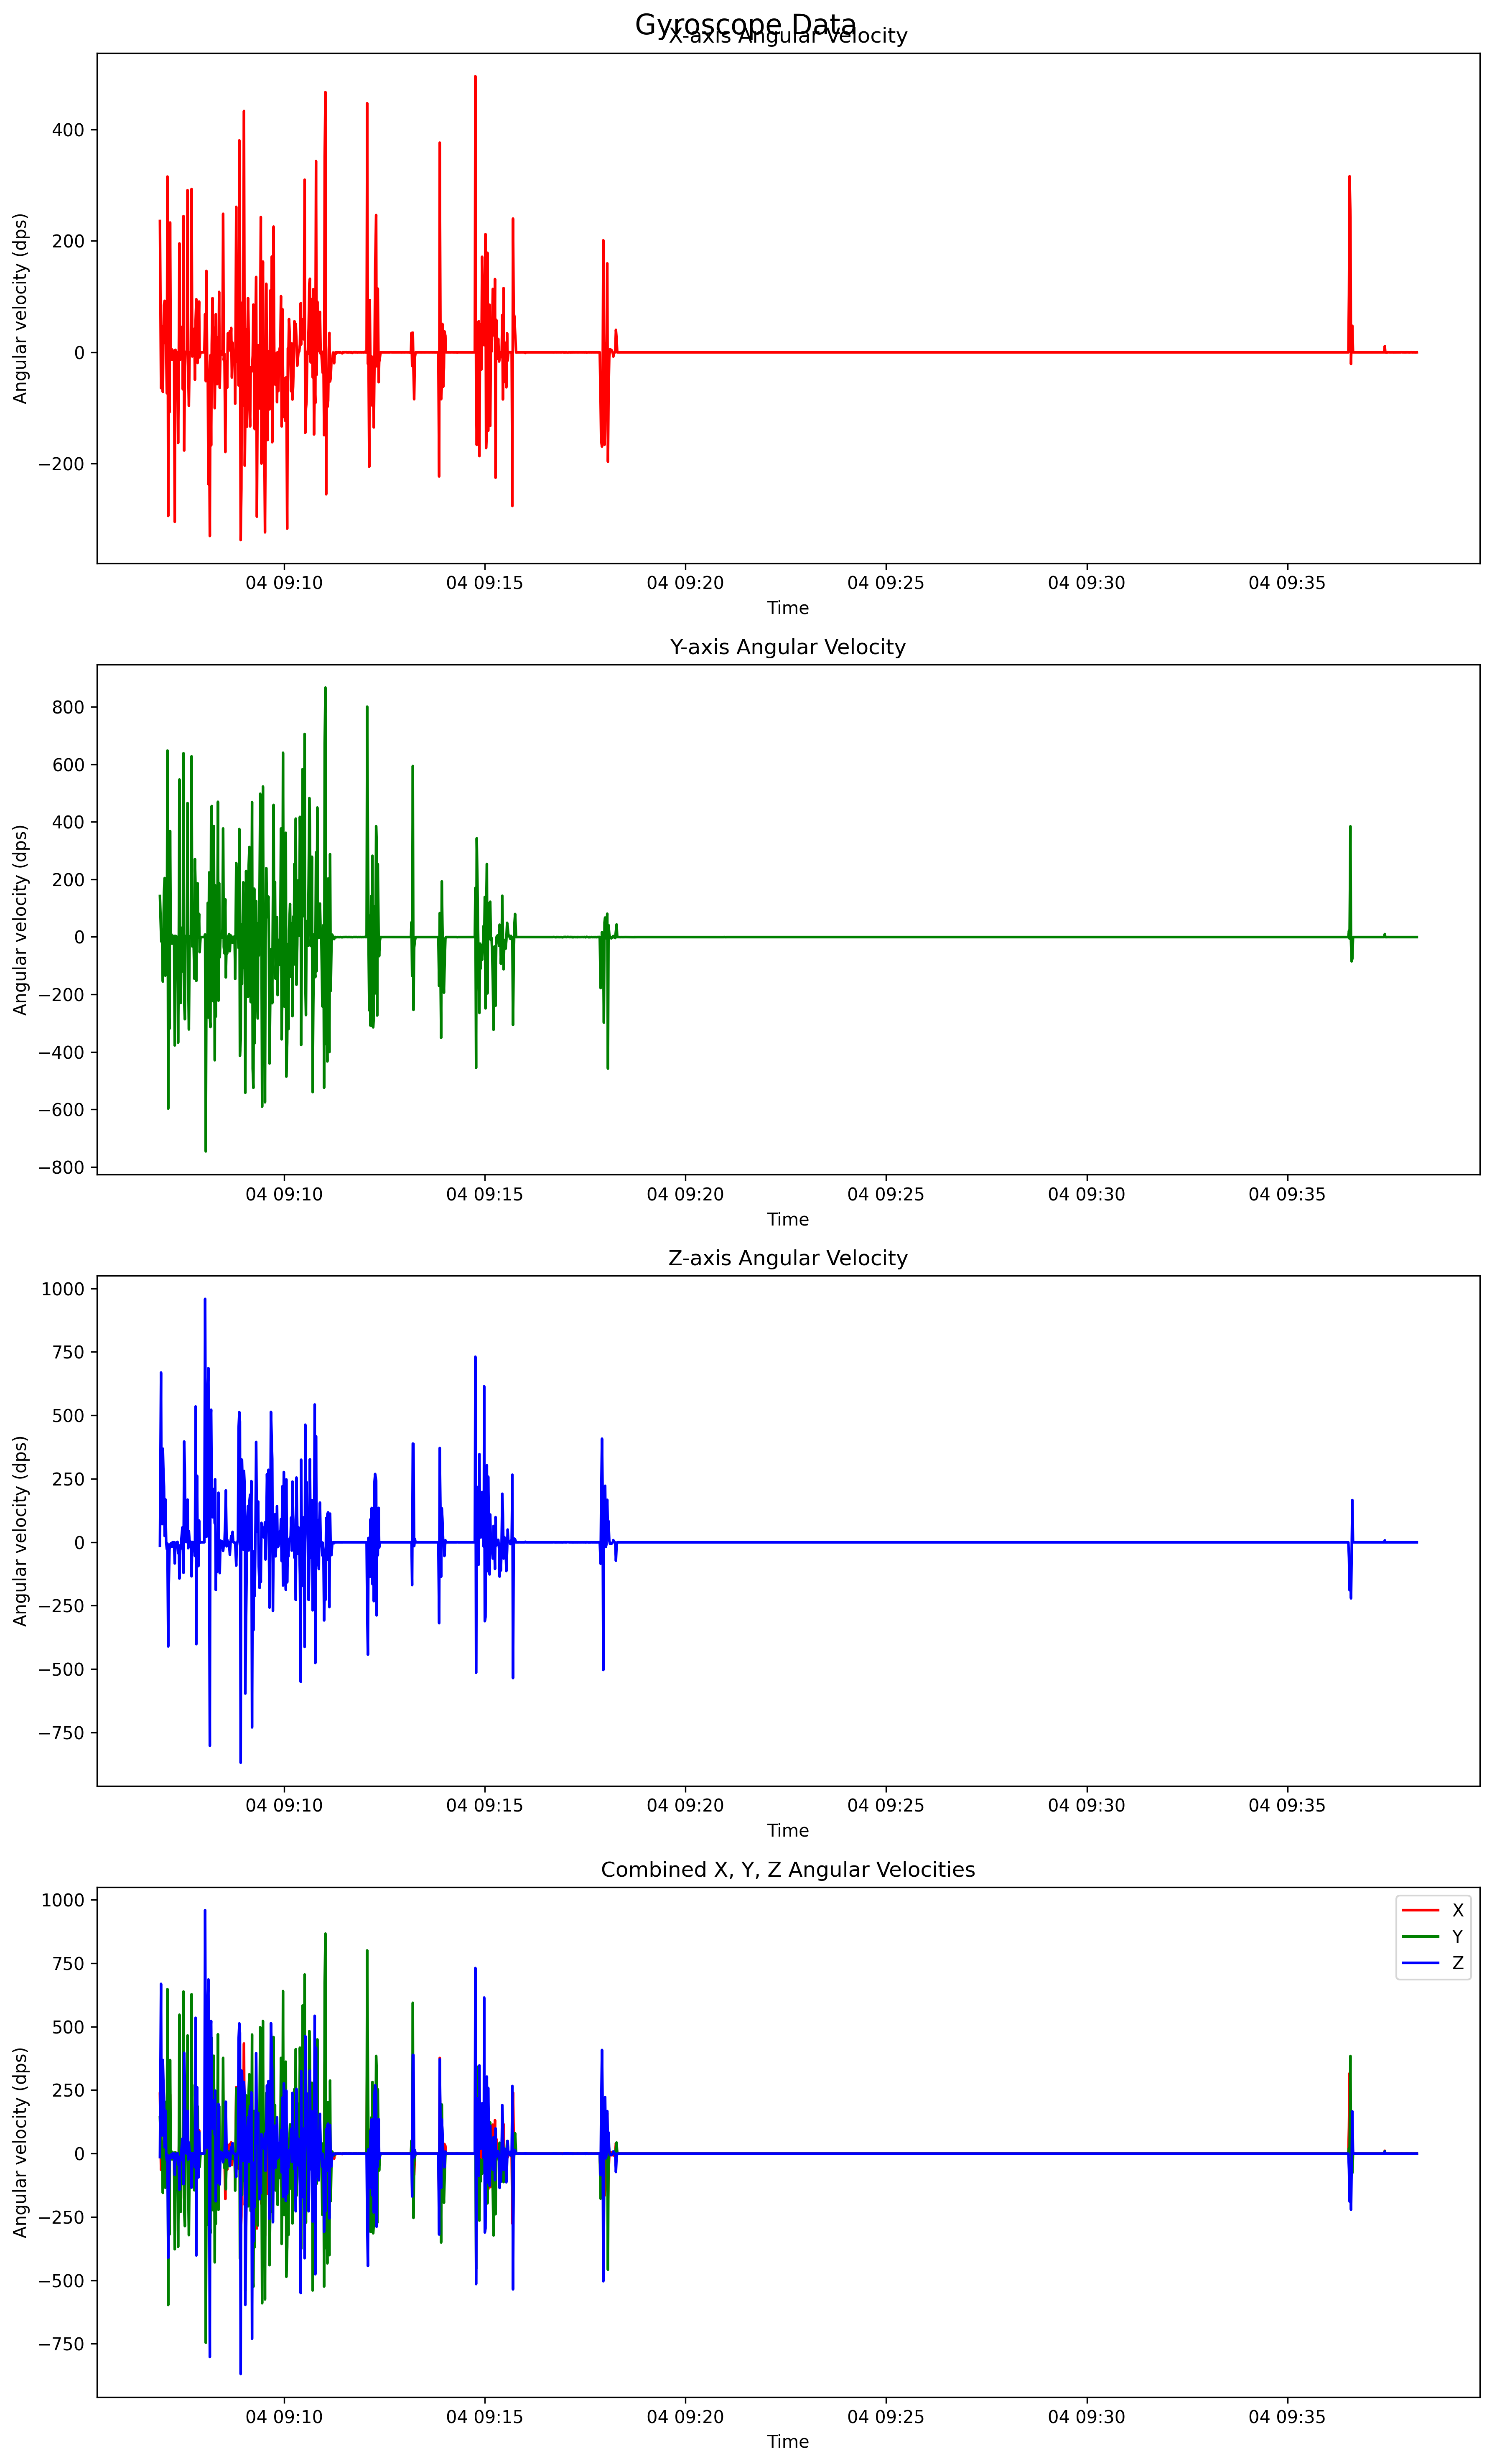 Gyroscope Data
X-axis Angular Velocity
Angular velocity (dps)
400
200
0
−200
04 09:10 04 09:15 04 09:20 04 09:25 04 09:30 04 09:35
Time
Y-axis Angular Velocity
Angular velocity (dps)
800
600
400
200
0
−200
−400
−600
−800
04 09:10 04 09:15 04 09:20 04 09:25 04 09:30 04 09:35
Time
Z-axis Angular Velocity
Angular velocity (dps)
1000
750
500
250
0
−250
−500
−750
04 09:10 04 09:15 04 09:20 04 09:25 04 09:30 04 09:35
Time
Combined X, Y, Z Angular Velocities
Angular velocity (dps)
1000
750
500
250
0
−250
−500
−750
X
Y
Z
04 09:10 04 09:15 04 09:20 04 09:25 04 09:30 04 09:35
Time